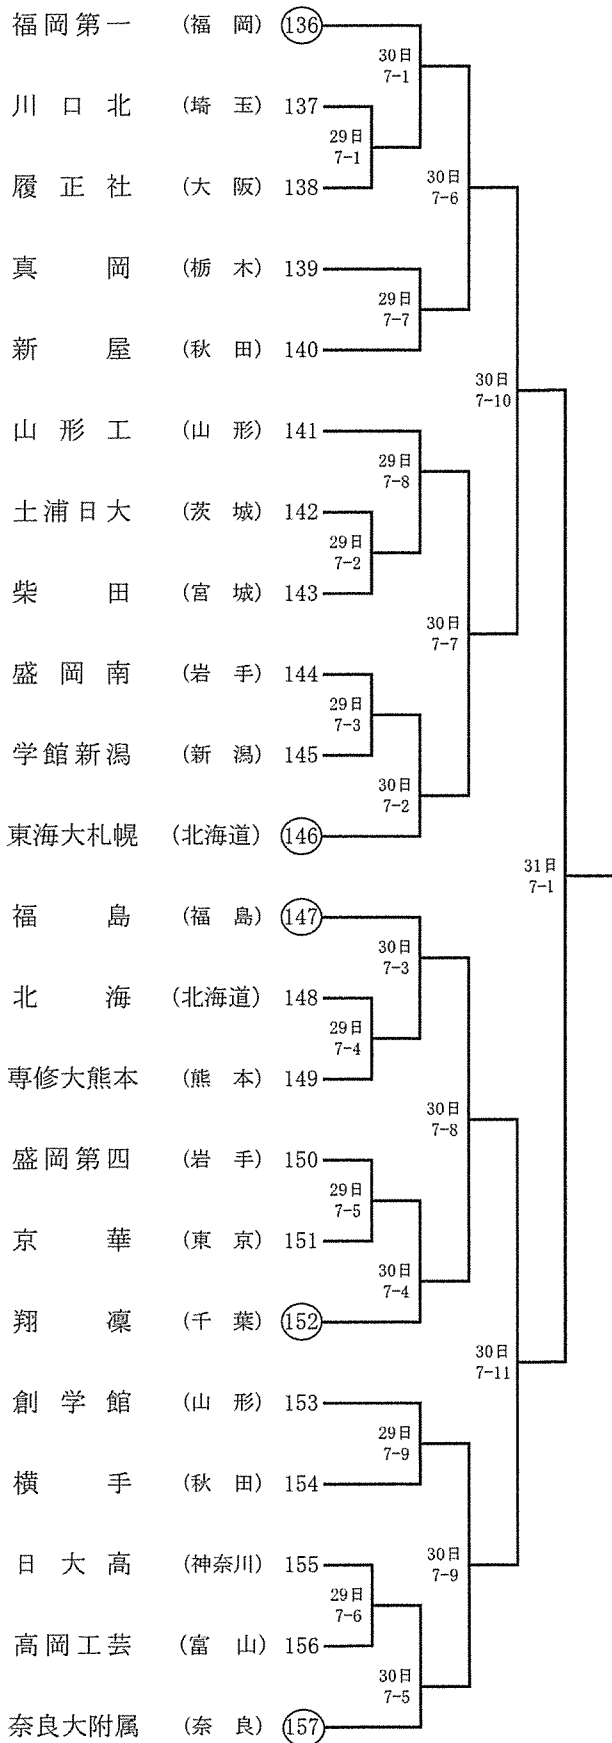 福岡第一 (福岡) 136
30日
7-1
川口北 (埼玉) 137
29日
7-1
履正社 (大阪) 138
30日
7-6
真岡 (栃木) 139
29日
7-7
新屋 (秋田) 140
30日
7-10
山形工 (山形) 141
29日
7-8
土浦日大 (茨城) 142
29日
7-2
柴田 (宮城) 143
30日
7-7
盛岡南 (岩手) 144
29日
7-3
学館新潟 (新潟) 145
30日
7-2
東海大札幌 (北海道) 146
31日
7-1
福島 (福島) 147
30日
7-3
北海 (北海道) 148
29日
7-4
専修大熊本 (熊本) 149
30日
7-8
盛岡第四 (岩手) 150
29日
7-5
京華 (東京) 151
30日
7-4
翔凜 (千葉) 152
30日
7-11
創学館 (山形) 153
29日
7-9
横手 (秋田) 154
日大高 (神奈川) 155
30日
7-9
29日
7-6
高岡工芸 (富山) 156
30日
7-5
奈良大附属 (奈良) 157